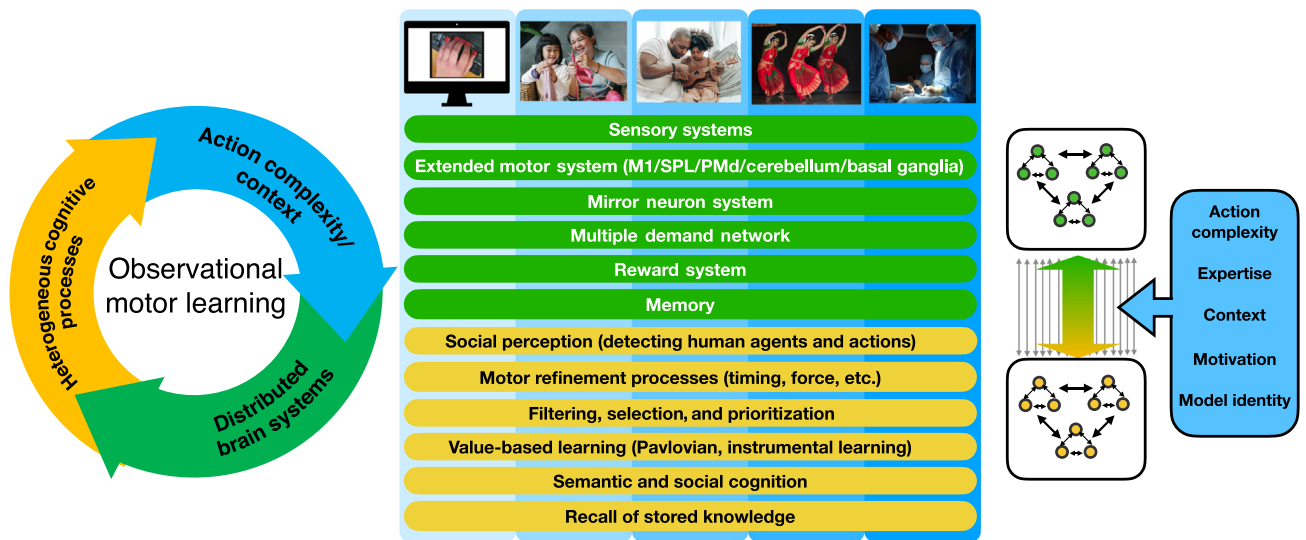 Action complexity/
context
Heterogeneous cognitive
processes
Observational
motor learning
Distributed
brain systems
Sensory systems
Extended motor system (M1/SPL/PMd/cerebellum/basal ganglia)
Mirror neuron system
Multiple demand network
Reward system
Memory
Social perception (detecting human agents and actions)
Motor refinement processes (timing, force, etc.)
Filtering, selection, and prioritization
Value-based learning (Pavlovian, instrumental learning)
Semantic and social cognition
Recall of stored knowledge
Action
complexity
Expertise
Context
Motivation
Model identity